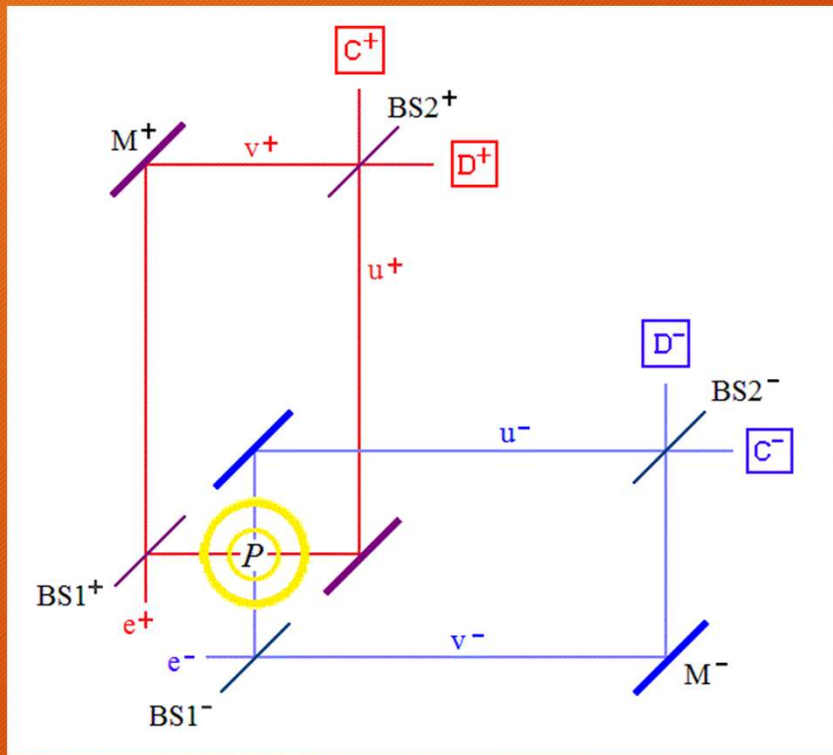 C+
BS2+
M+
v+
D+
u+
D-
BS2-
u-
C-
P
BS1+
e+
e-
v-
M-
BS1-